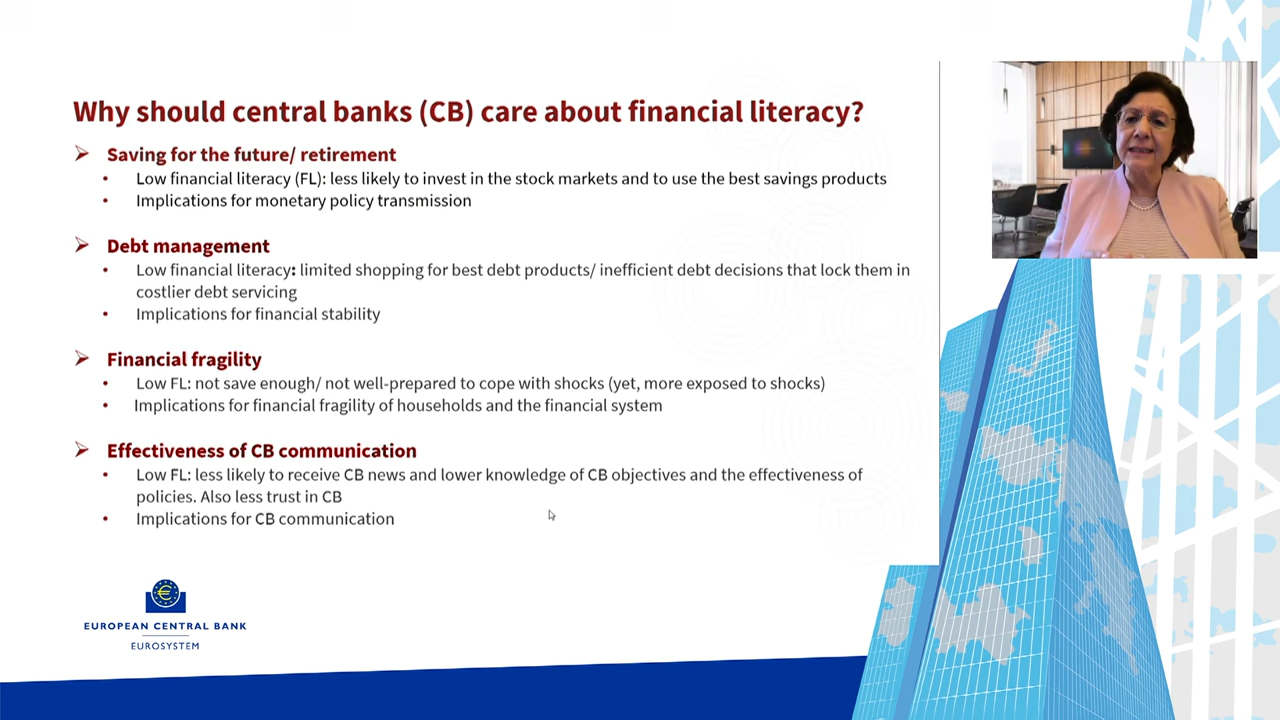 Why should central banks (CB) care about financial literacy?
Saving for the future/ retirement
Low financial literacy (FL): less likely to invest in the stock markets and to use the best savings products
Implications for monetary policy transmission
Debt management
Low financial literacy: limited shopping for best debt products/ inefficient debt decisions that lock them in
costlier debt servicing
Implications for financial stability
Financial fragility
Low FL: not save enough/ not well-prepared to cope with shocks (yet, more exposed to shocks)
Implications for financial fragility of households and the financial system
Effectiveness of CB communication
Low FL: less likely to receive CB news and lower knowledge of CB objectives and the effectiveness of
policies. Also less trust in CB
Implications for CB communication
EUROPEAN CENTRAL BANK
EUROSYSTEM